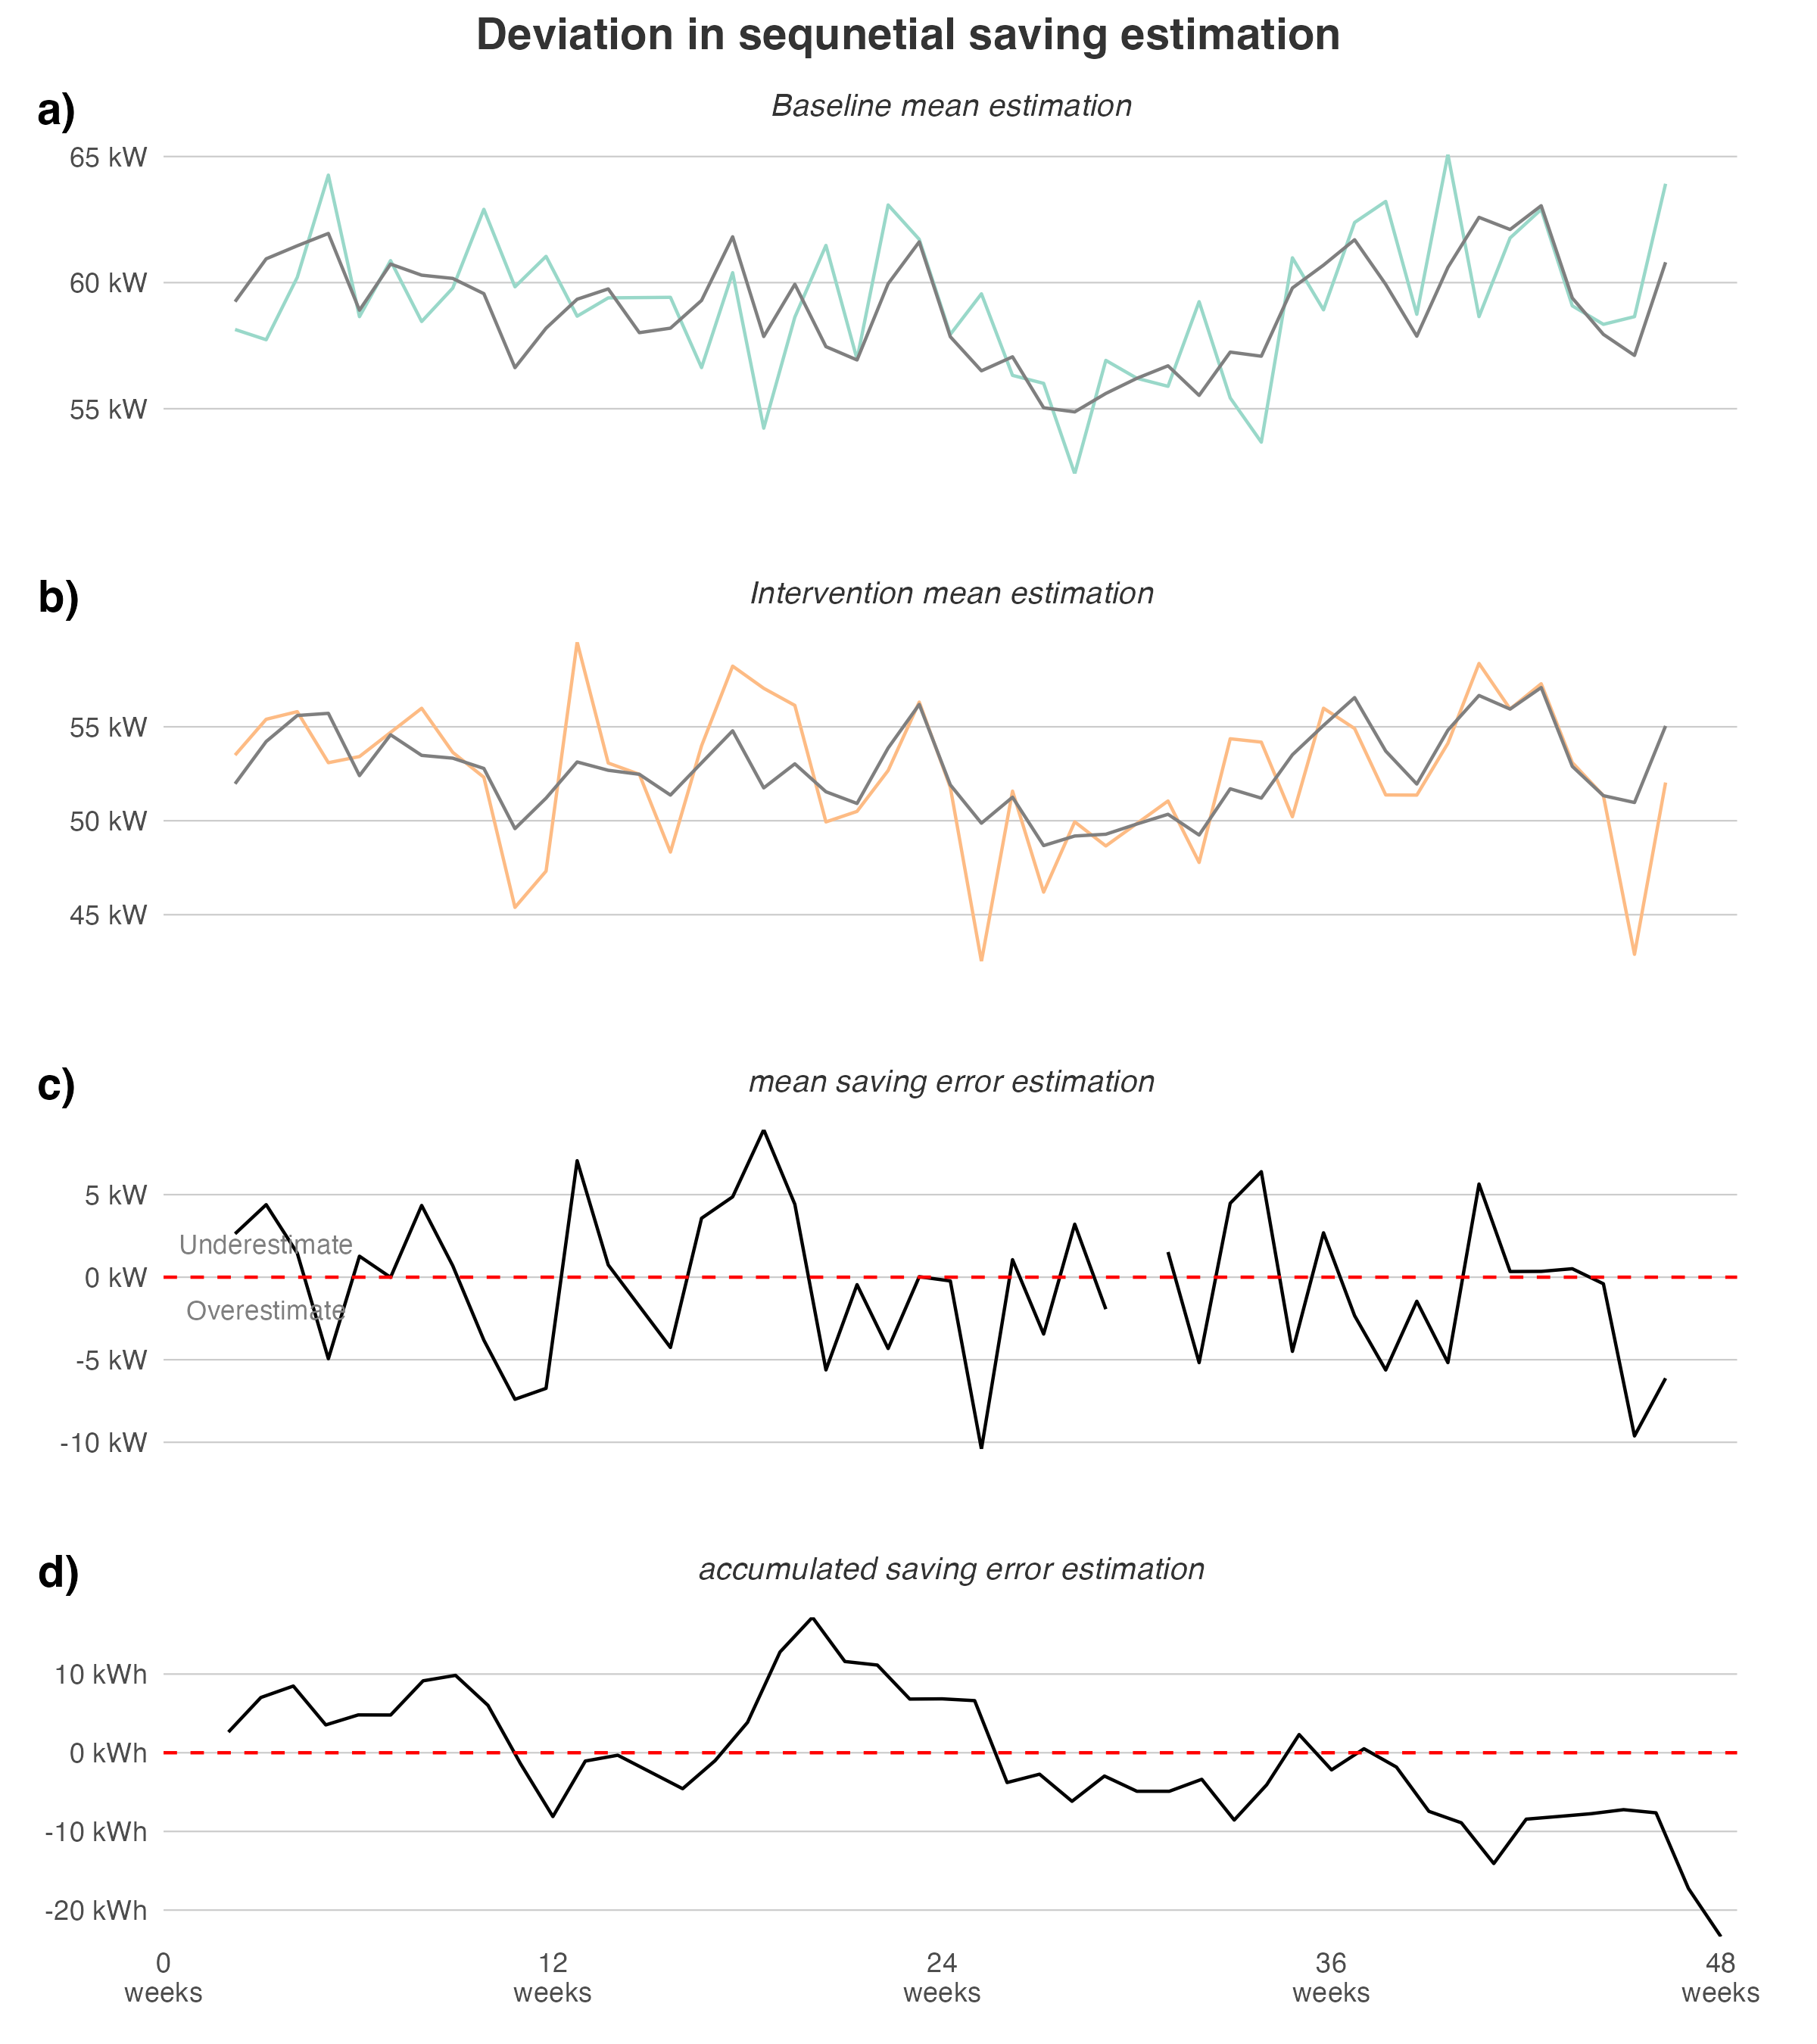 Deviation in sequnetial saving estimation
a)
Baseline mean estimation
65 kW
60 kW
55 kW
b)
Intervention mean estimation
55 kW
50 kW
45 kW
c)
mean saving error estimation
5 kW
Underestimate
0 kW
Overestimate
-5 kW
-10 kW
d)
accumulated saving error estimation
10 kWh
0 kWh
-10 kWh
-20 kWh
0 12 24 36 48
weeks weeks weeks weeks weeks